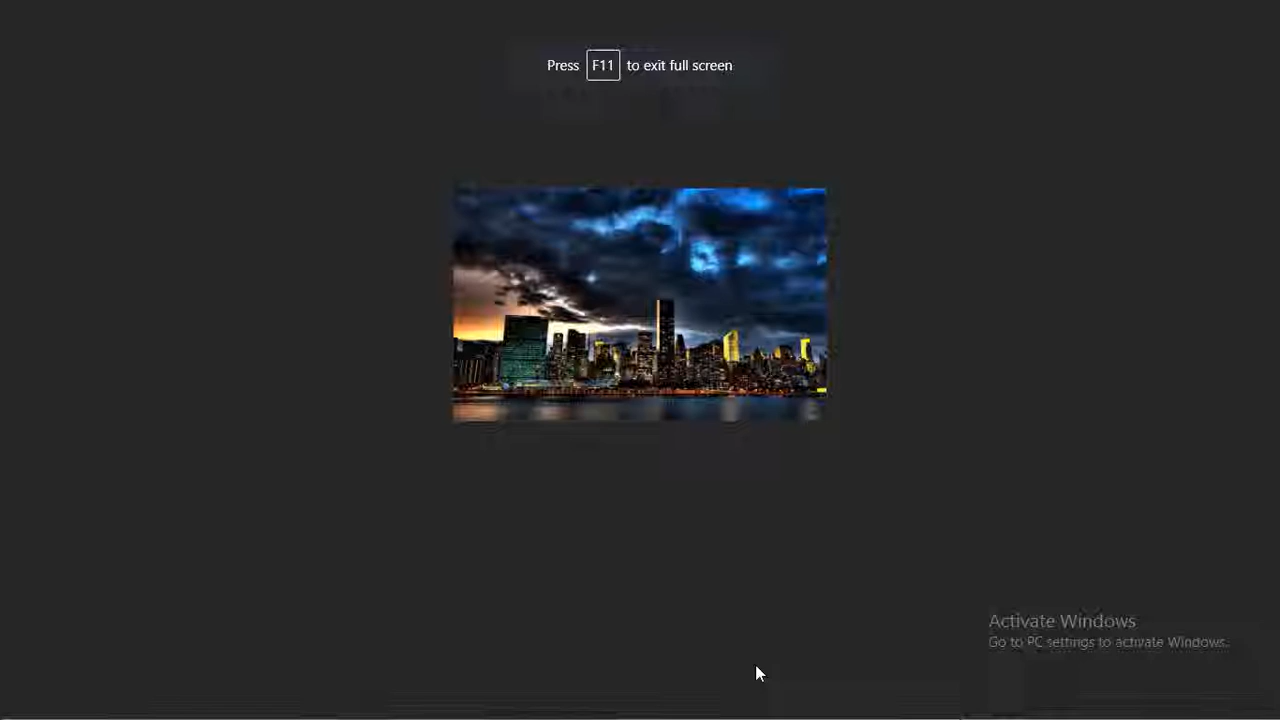 Press F11 to exit full screen
Activate Windows
Go to PC settings to activate Windows.